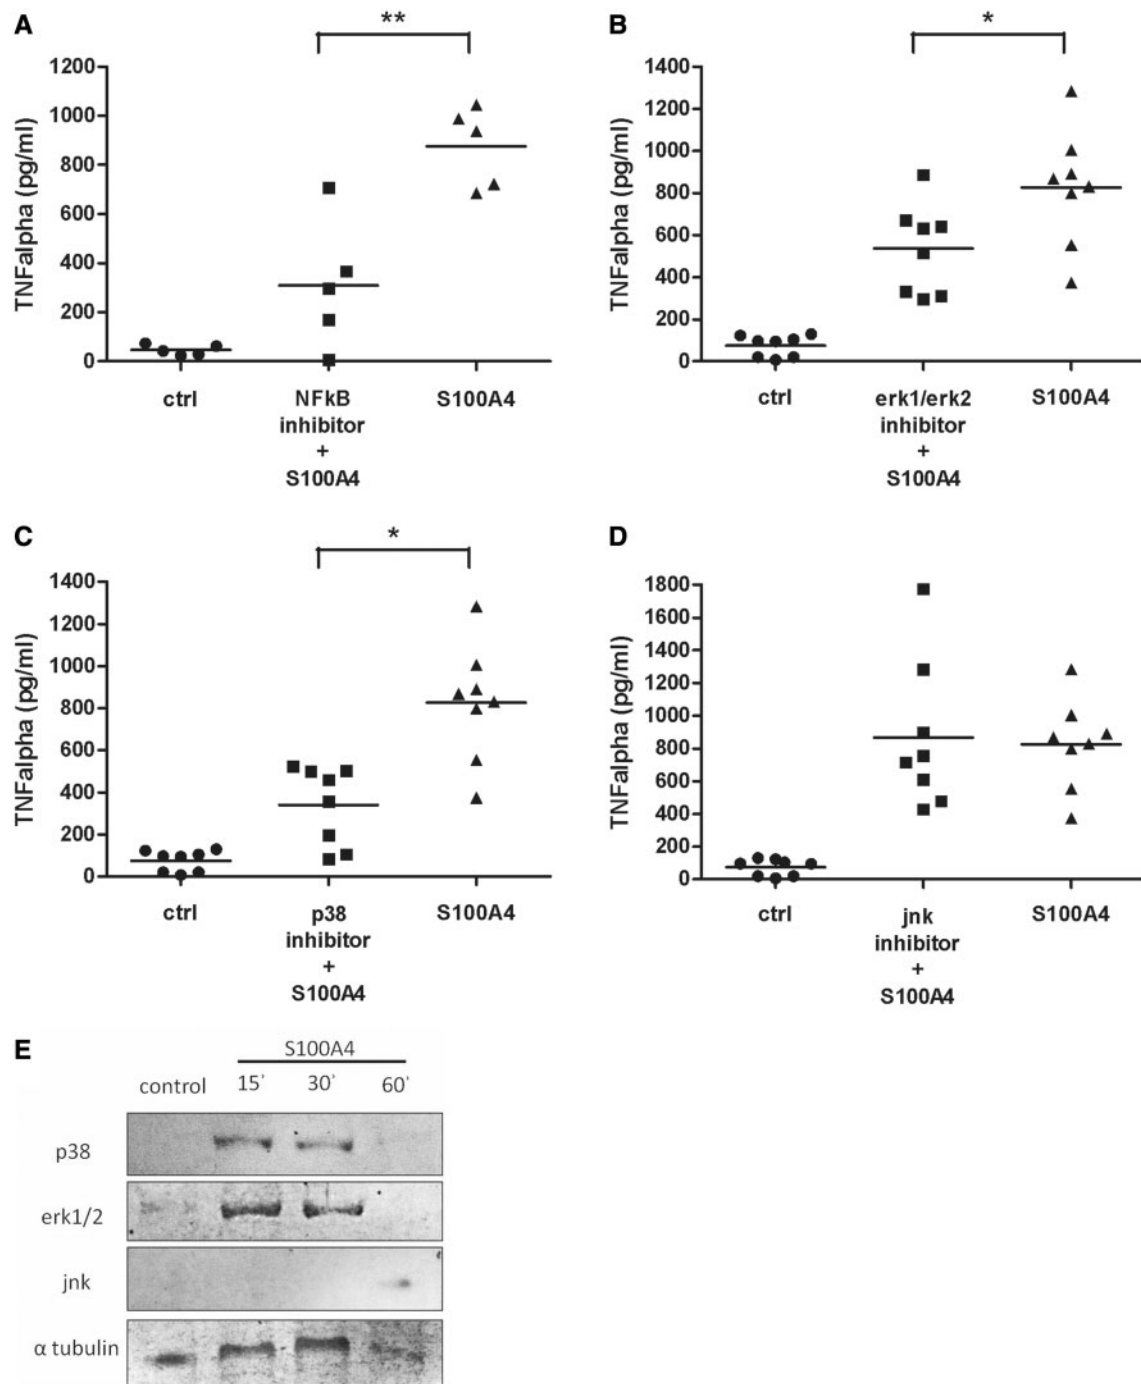 A
**
TNFalpha (pg/ml)
1200
1000
800
600
400
200
0
ctrl
NFkB
inhibitor
+
S100A4
S100A4
B
*
TNFalpha (pg/ml)
1400
1200
1000
800
600
400
200
0
ctrl
erk1/erk2
inhibitor
+
S100A4
S100A4
C
*
TNFalpha (pg/ml)
1400
1200
1000
800
600
400
200
0
ctrl
p38
inhibitor
+
S100A4
S100A4
D
TNFalpha (pg/ml)
1800
1600
1400
1200
1000
800
600
400
200
0
ctrl
jnk
inhibitor
+
S100A4
S100A4
E
S100A4
control 15' 30' 60'
p38
erk1/2
jnk
α tubulin